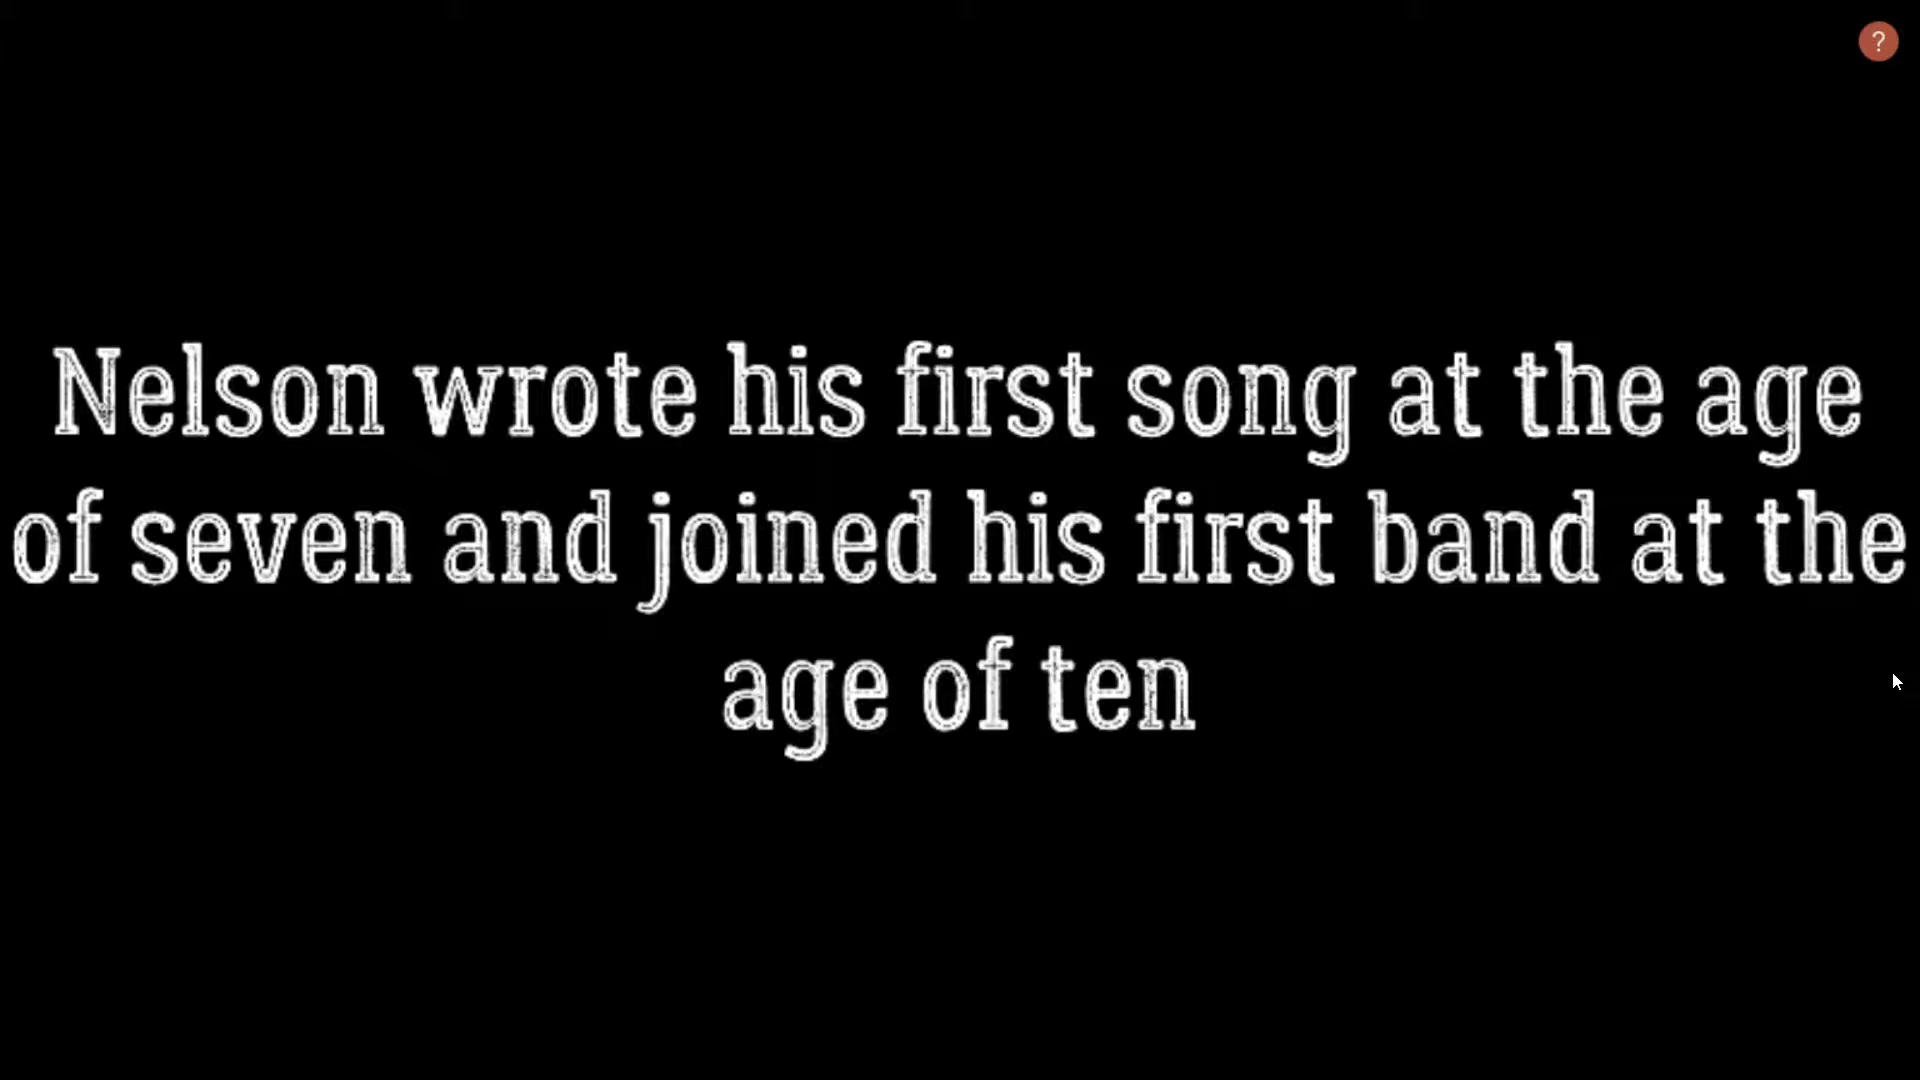 ?
Nelson wrote his first song at the age
of seven and joined his first band at the
age of ten